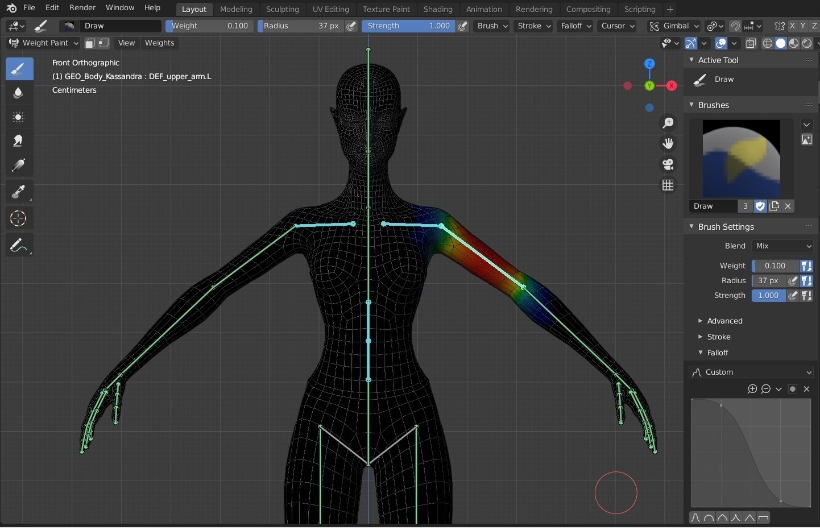 File Edit Render Window Help Layout Modeling Sculpting UV Editing Texture Paint Shading Animation Rendering Compositing Scripting +
Draw Weight 0.100 Radius 37 px Strength 1.000 Brush Stroke Falloff Cursor Gimbal X Y Z
Weight Paint View Weights
Front Orthographic
(1) GEO_Body_Kassandra : DEF_upper_arm.L
Centimeters
Z
X
Y
Active Tool
Draw
Brushes
Draw 3
Brush Settings
Blend Mix
Weight 0.100
Radius 37 px
Strength 1.000
Advanced
Stroke
Falloff
Custom